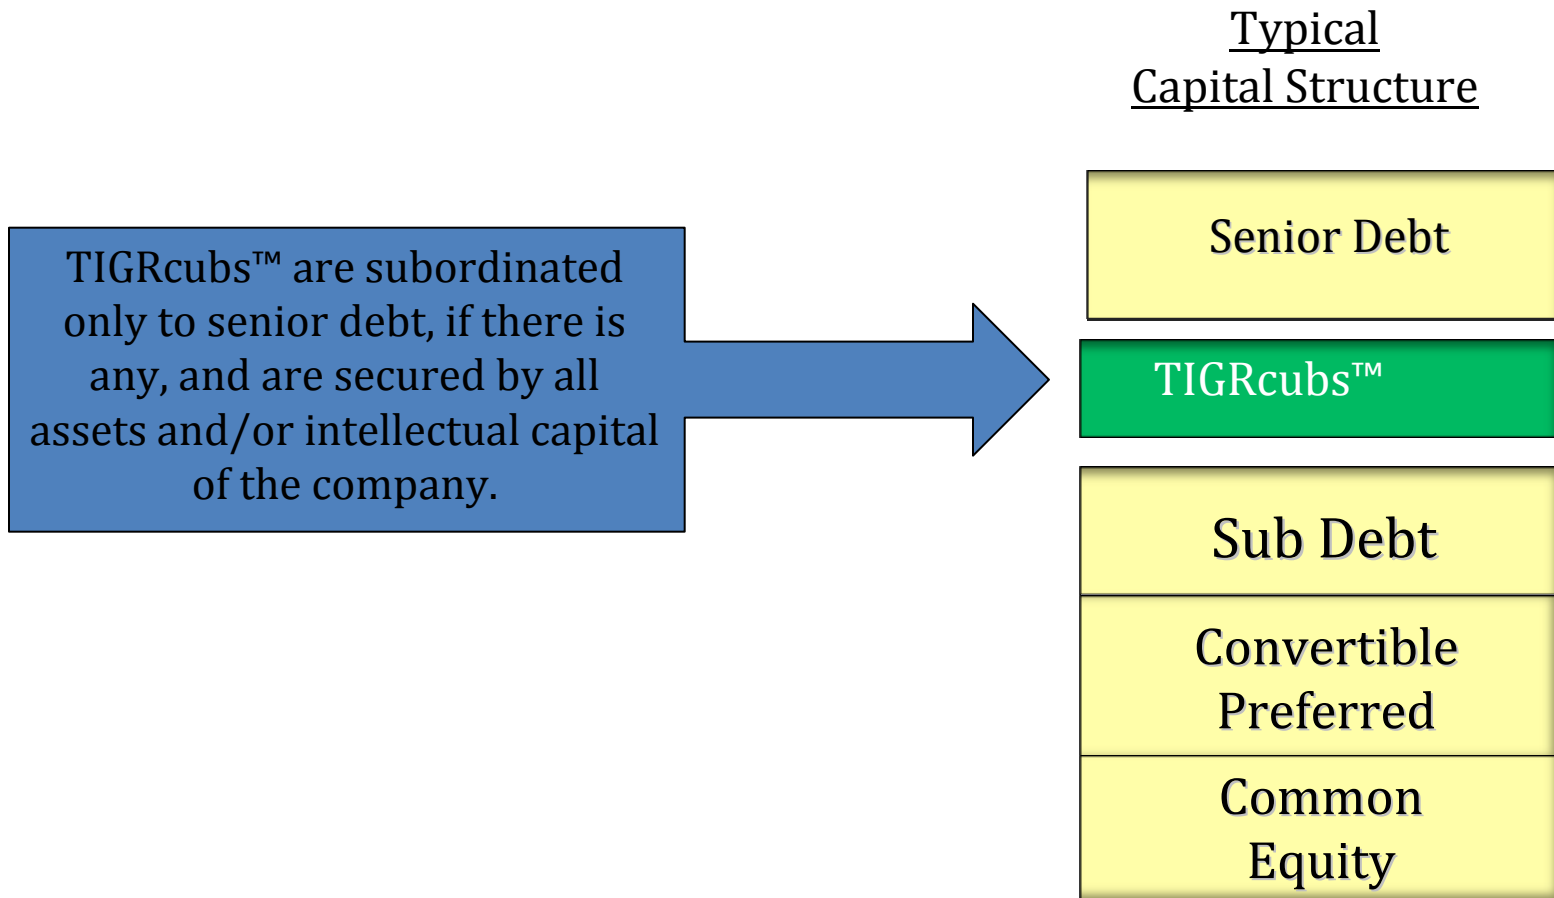 Typical
Capital Structure
TIGRcubs™ are subordinated
only to senior debt, if there is
any, and are secured by all
assets and/or intellectual capital
of the company.
Senior Debt
TIGRcubs™
Sub Debt
Convertible
Preferred
Common
Equity